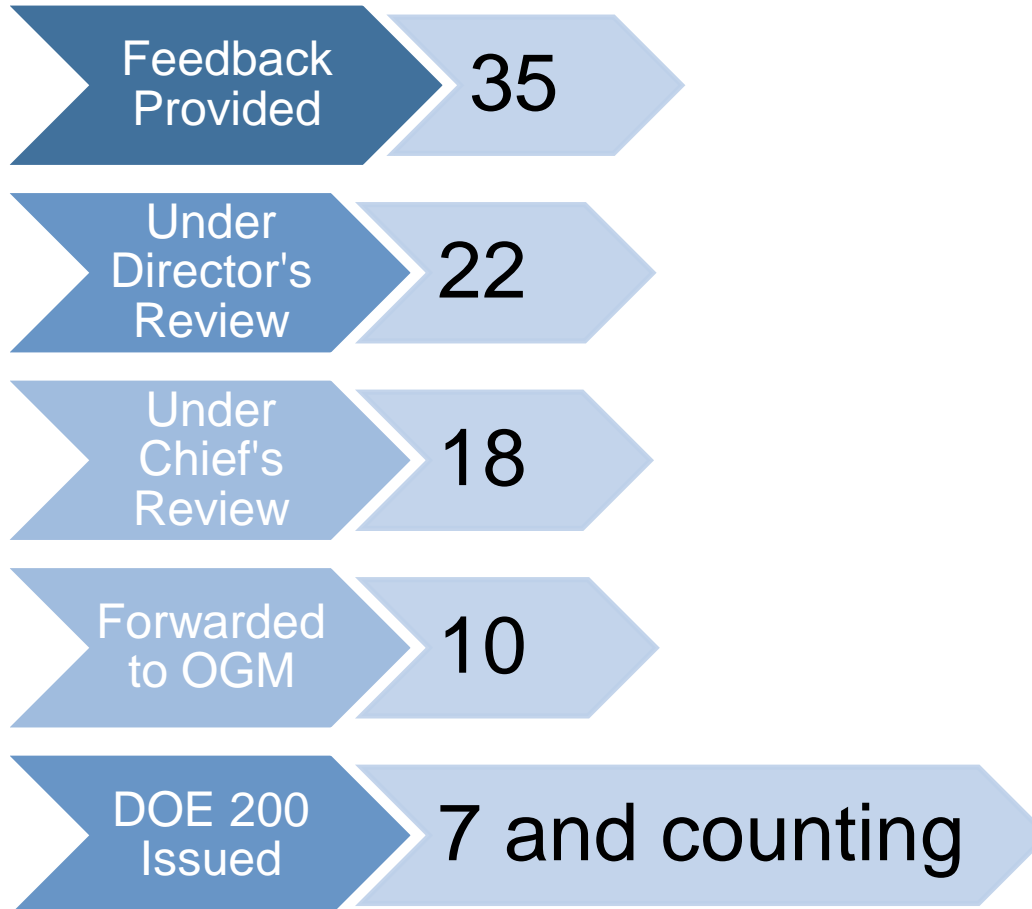 Feedback
Provided
35
Under
Director's
Review
22
Under
Chief's
Review
18
Forwarded
to OGM
10
DOE 200
Issued
7 and counting